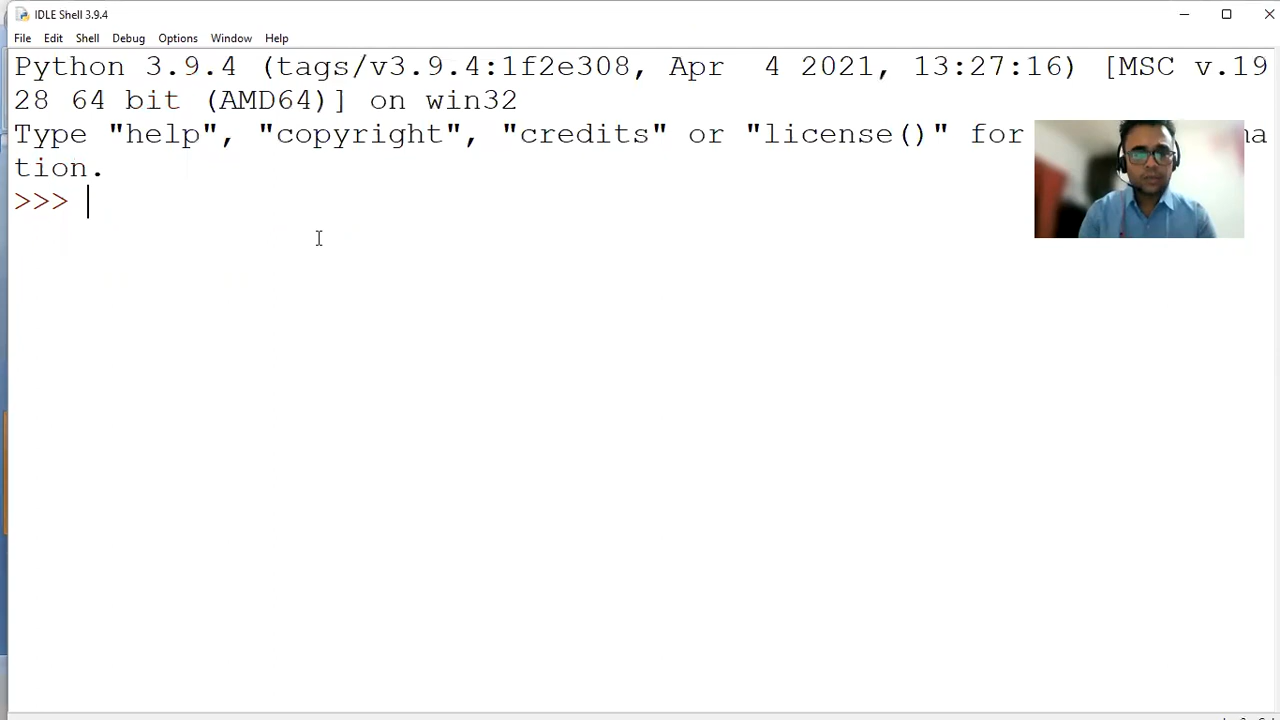 IDLE Shell 3.9.4
File Edit Shell Debug Options Window Help
Python 3.9.4 (tags/v3.9.4:1f2e308, Apr  4 2021, 13:27:16) [MSC v.19
28 64 bit (AMD64)] on win32
Type "help", "copyright", "credits" or "license()" for
tion.
>>>